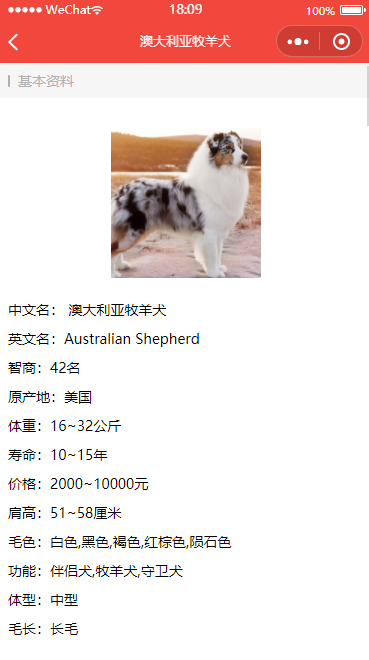 WeChat 18:09 100%
澳大利亚牧羊犬
基本资料
中文名： 澳大利亚牧羊犬
英文名：Australian Shepherd
智商：42名
原产地：美国
体重：16~32公斤
寿命：10~15年
价格：2000~10000元
肩高：51~58厘米
毛色：白色,黑色,褐色,红棕色,陨石色
功能：伴侣犬,牧羊犬,守卫犬
体型：中型
毛长：长毛